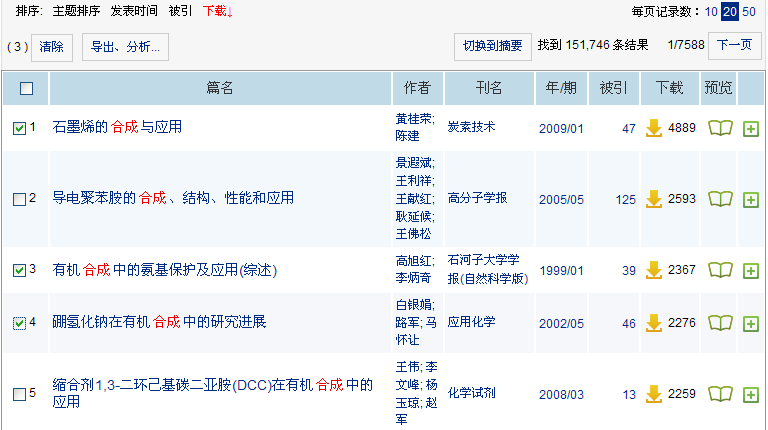 排序: 主题排序 发表时间 被引 下载↓ 每页记录数: 10 20 50
(3) 清除 导出、分析... 切换到摘要 找到 151,746 条结果 1/7588 下一页
篇名 作者 刊名 年/期 被引 下载 预览
1 石墨烯的合成与应用 黄桂荣; 陈建 炭素技术 2009/01 47 4889
2 导电聚苯胺的合成、结构、性能和应用 景遐斌; 王利祥; 王献红; 耿延候; 王佛松 高分子学报 2005/05 125 2593
3 有机合成中的氨基保护及应用(综述) 高旭红; 李炳奇 石河子大学学报(自然科学版) 1999/01 39 2367
4 硼氢化钠在有机合成中的研究进展 白银娟; 路军; 马怀让 应用化学 2002/05 46 2276
5 缩合剂1,3-二环己基碳二亚胺(DCC)在有机合成中的应用 王伟; 李文峰; 杨玉琼; 赵军 化学试剂 2008/03 13 2259